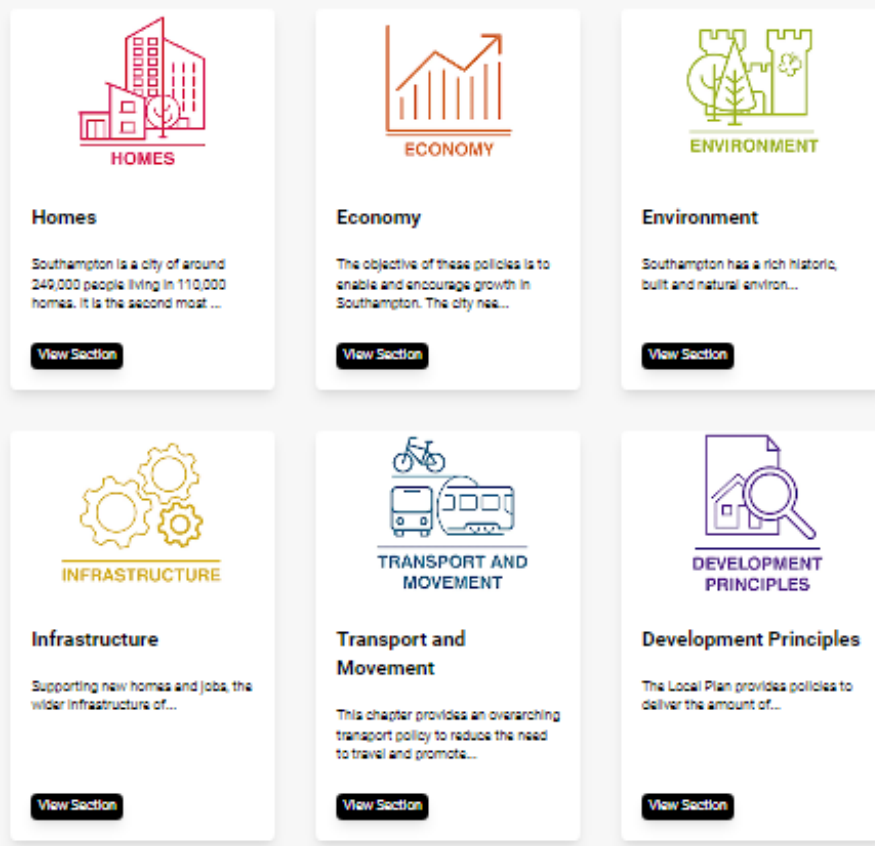 HOMES
Homes
Southampton is a city of around
249,000 people living in 110,000
homes. It is the second most ...
View Section
ECONOMY
Economy
The objective of these policies is to
enable and encourage growth in
Southampton. The city nee...
View Section
ENVIRONMENT
Environment
Southampton has a rich historic,
built and natural environ...
View Section
INFRASTRUCTURE
Infrastructure
Supporting new homes and jobs, the
wider infrastructure of...
View Section
TRANSPORT AND
MOVEMENT
Transport and
Movement
This chapter provides an overarching
transport policy to reduce the need
to travel and promote...
View Section
DEVELOPMENT
PRINCIPLES
Development Principles
The Local Plan provides policies to
deliver the amount of...
View Section